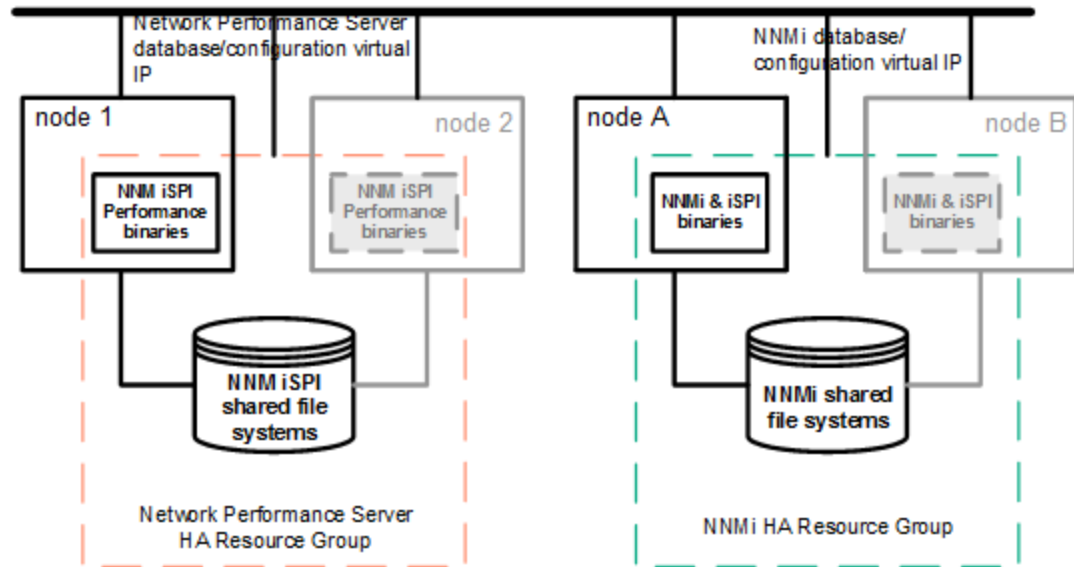 Network Performance Server
database/configuration virtual
IP
NNMi database/
configuration virtual IP
node 1
node 2
node A
node B
NNM iSPI
Performance
binaries
NNM iSPI
Performance
binaries
NNMi & iSPI
binaries
NNMi & iSPI
binaries
NNM iSPI
shared file
systems
NNMi shared
file systems
Network Performance Server
HA Resource Group
NNMi HA Resource Group